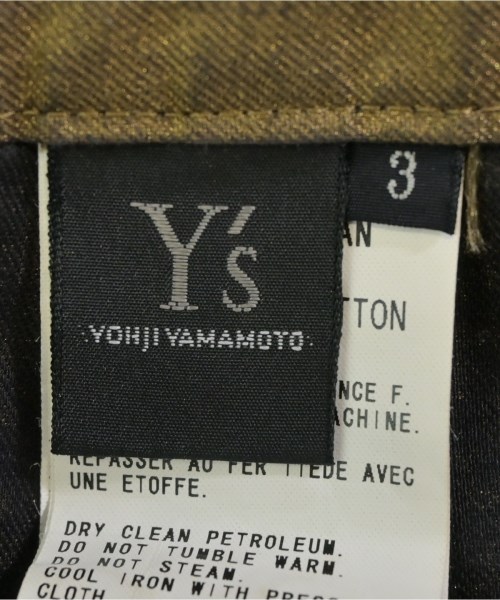 Y's
YOHJI YAMAMOTO
3
AN
TTON
NCE F.
ACHINE.
REPASSER AU FER TIEDE AVEC
UNE ETOFFE.
DRY CLEAN PETROLEUM.
DO NOT TUMBLE WARM.
DO NOT STEAM.
COOL IRON WITH PRESS
CLOTH